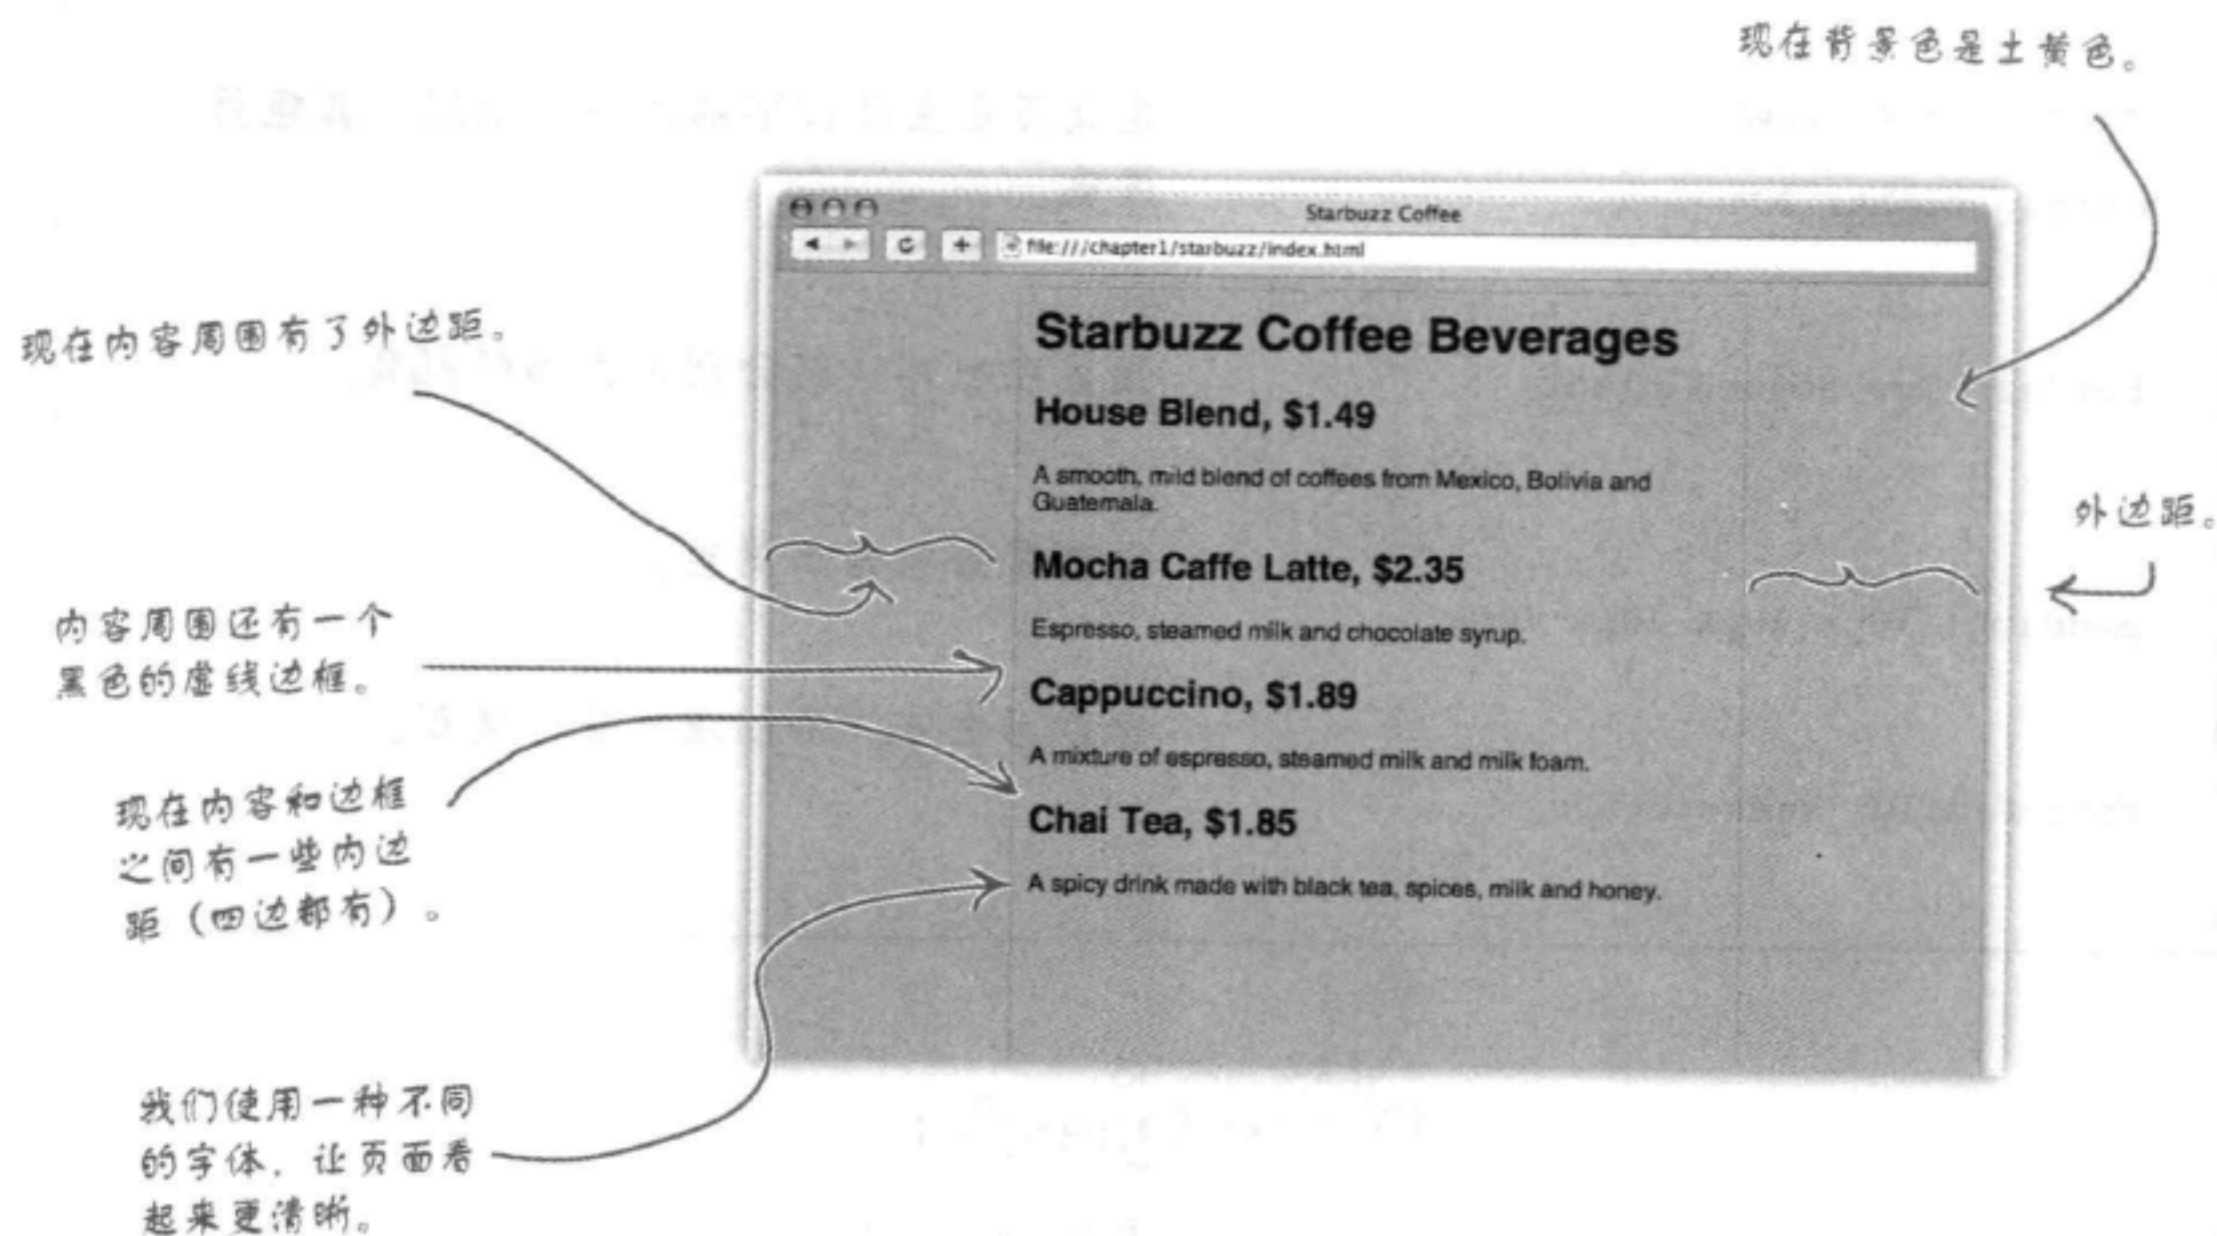 现在背景色是土黄色。
Starbuzz Coffee
file:///chapter1/starbuzz/index.html
现在内容周围有了外边距。
Starbuzz Coffee Beverages
House Blend, $1.49
A smooth, mild blend of coffees from Mexico, Bolivia and
Guatemala.
外边距。
Mocha Caffe Latte, $2.35
内容周围还有一个
黑色的虚线边框。
Espresso, steamed milk and chocolate syrup.
Cappuccino, $1.89
A mixture of espresso, steamed milk and milk foam.
现在内容和边框
之间有一些内边
距（四边都有）。
Chai Tea, $1.85
A spicy drink made with black tea, spices, milk and honey.
我们使用一种不同
的字体，让页面看
起来更清晰。